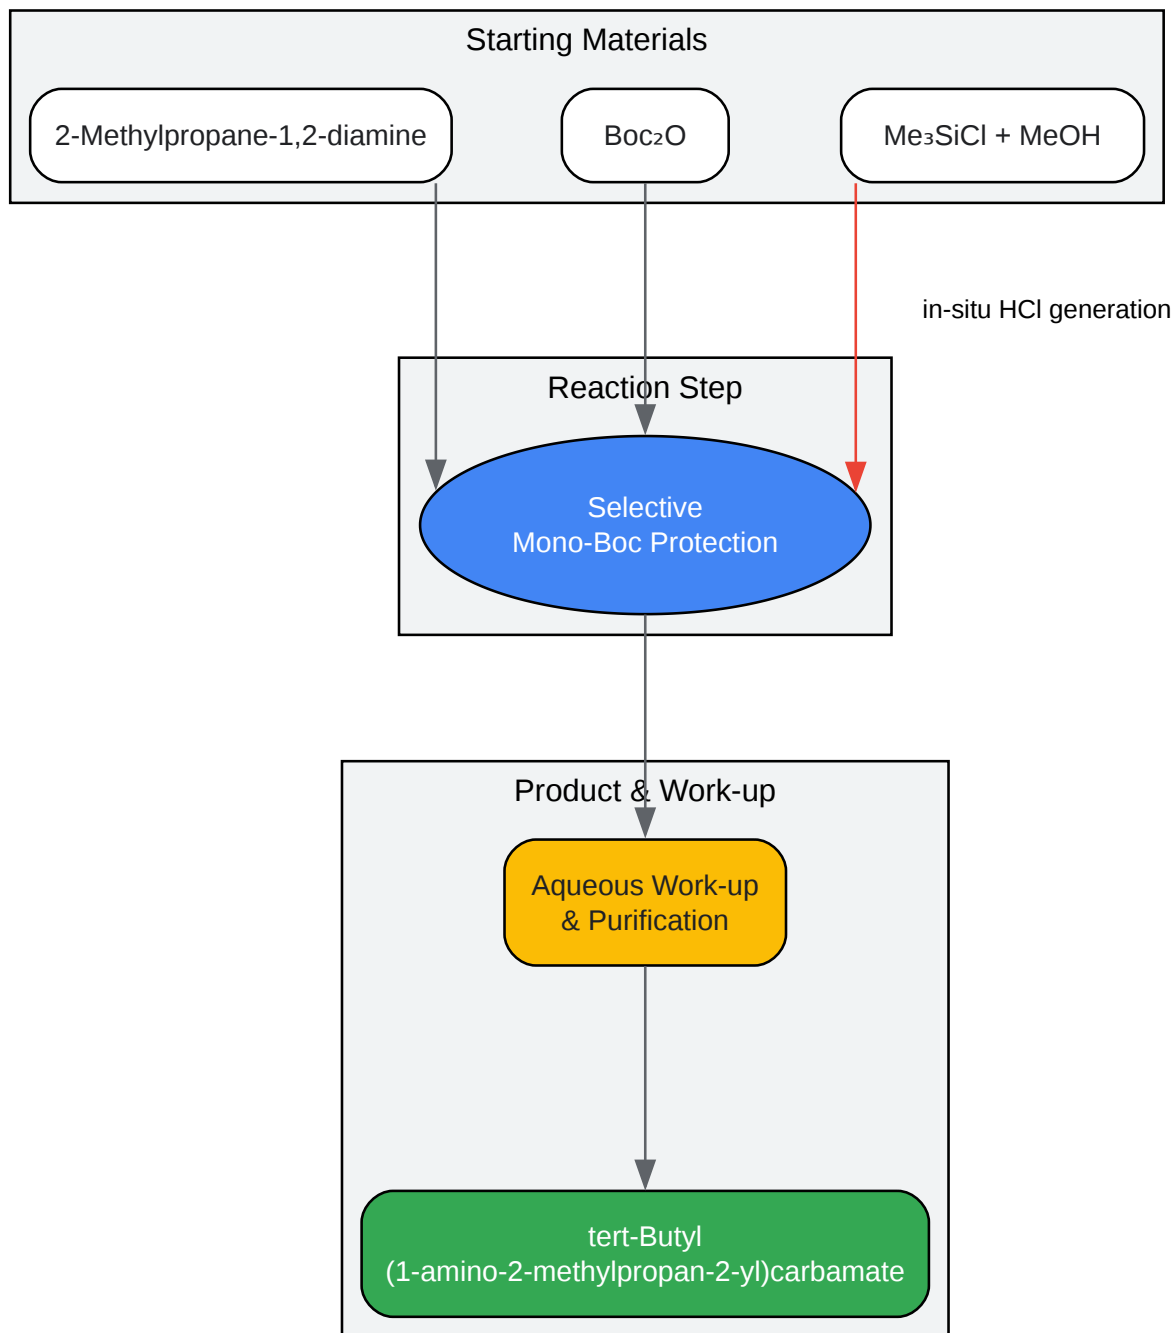 Starting Materials
2-Methylpropane-1,2-diamine
Boc₂O
Me₃SiCl + MeOH
in-situ HCl generation
Reaction Step
Selective
Mono-Boc Protection
Product & Work-up
Aqueous Work-up
& Purification
tert-Butyl
(1-amino-2-methylpropan-2-yl)carbamate